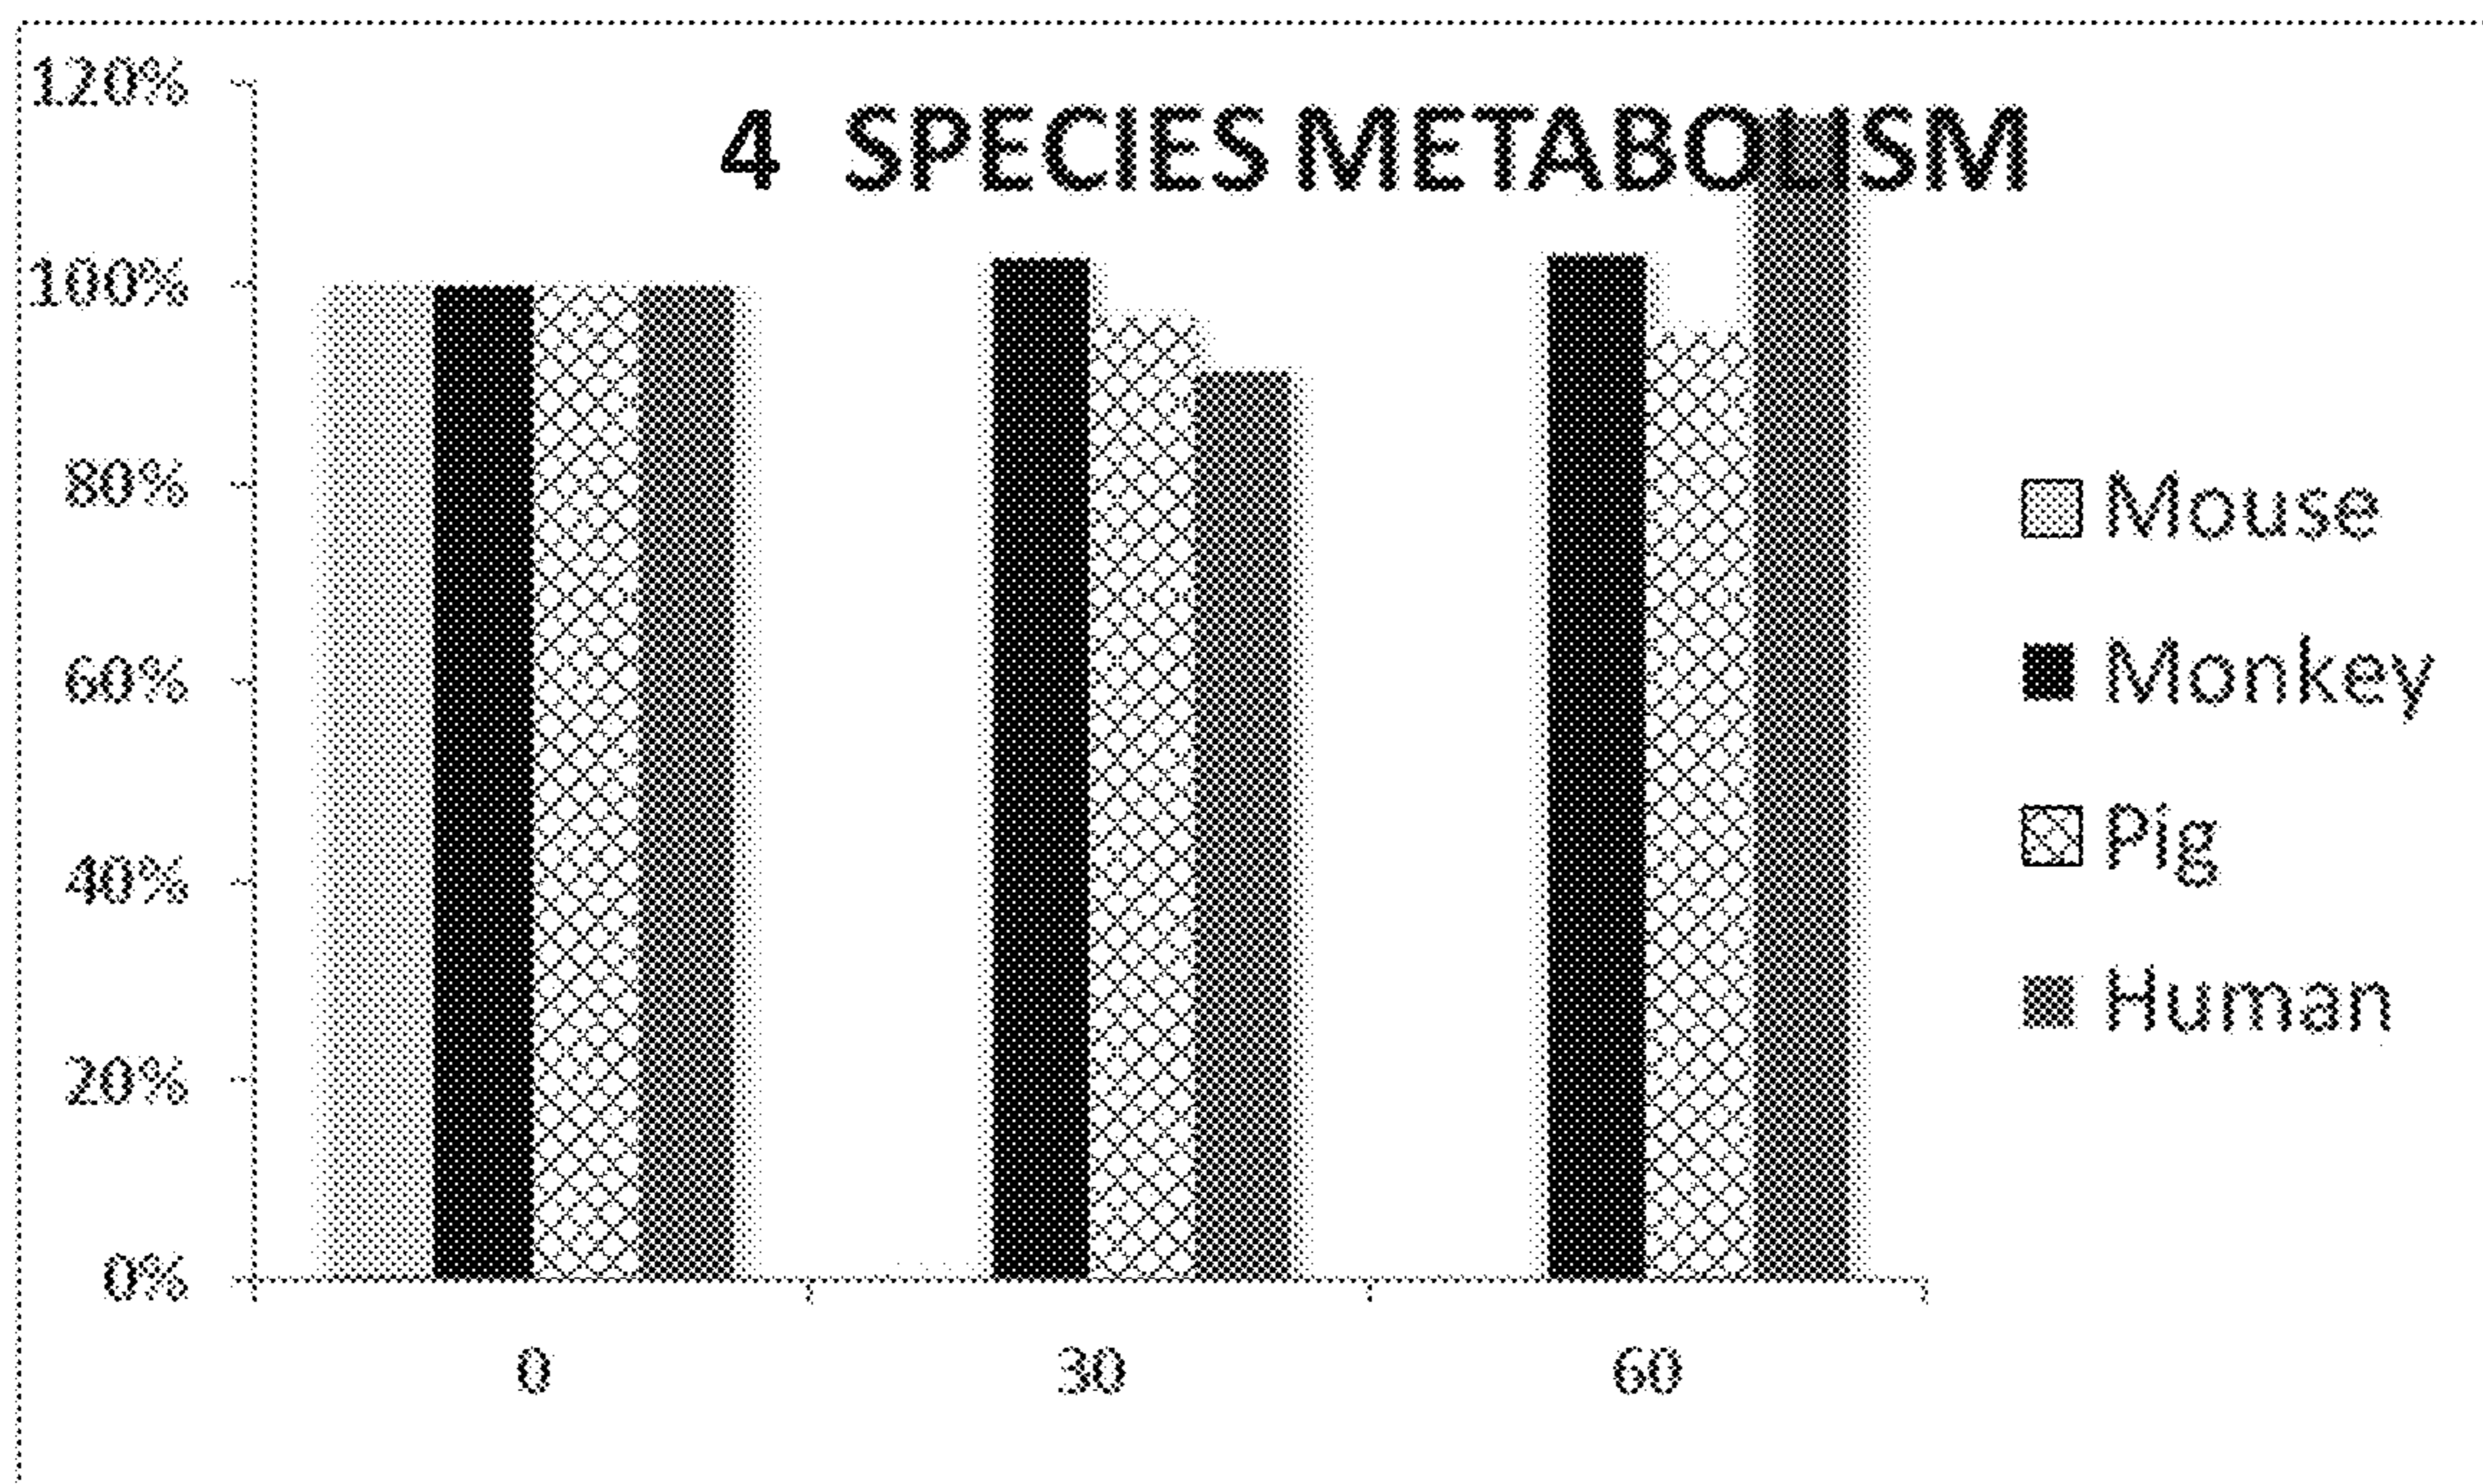 4 SPECIES METABOLISM
120%
100%
80%
60%
40%
20%
0%
0
30
60
Mouse
Monkey
Pig
Human